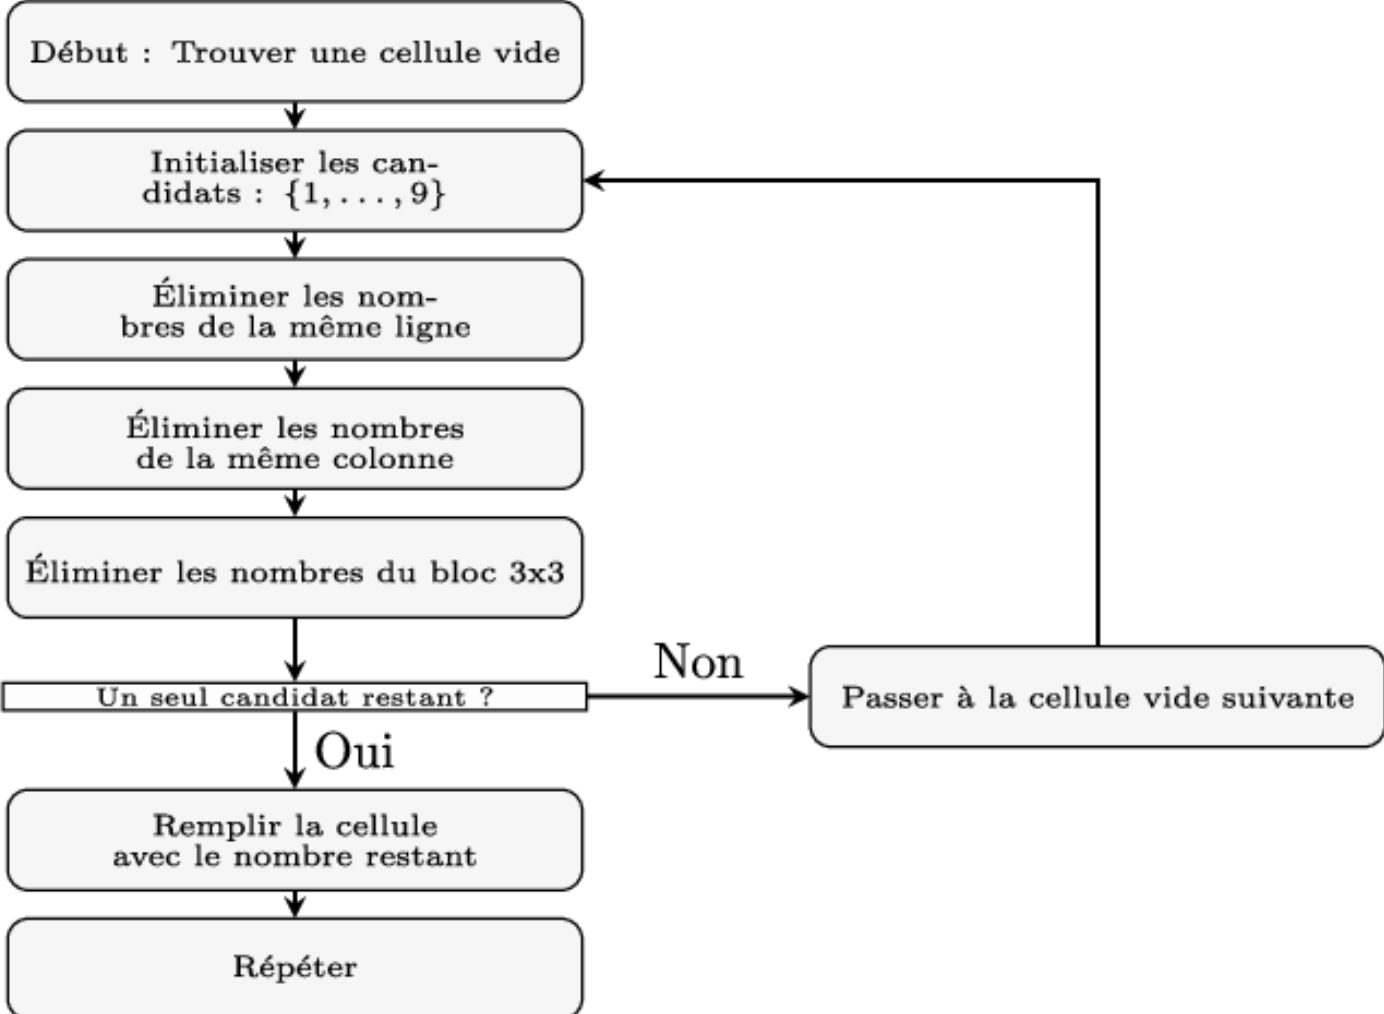 Début : Trouver une cellule vide
Initialiser les can-
didats : {1, . . . , 9}
Éliminer les nom-
bres de la même ligne
Éliminer les nombres
de la même colonne
Éliminer les nombres du bloc 3x3
Un seul candidat restant ?
Non
Passer à la cellule vide suivante
Oui
Remplir la cellule
avec le nombre restant
Répéter